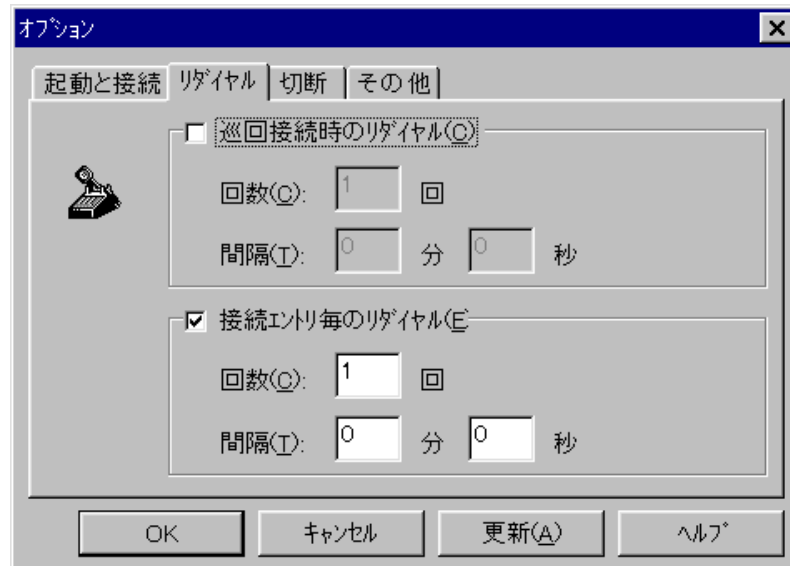 ｵﾌﾟｼｮﾝ
起動と接続 ﾘﾀﾞｲﾔﾙ 切断 その他
巡回接続時のﾘﾀﾞｲﾔﾙ(C)
回数(C): 1 回
間隔(T): 0 分 0 秒
接続ｴﾝﾄﾘ毎のﾘﾀﾞｲﾔﾙ(E
回数(C): 1 回
間隔(T): 0 分 0 秒
OK ｷｬﾝｾﾙ 更新(A) ﾍﾙﾌﾟ